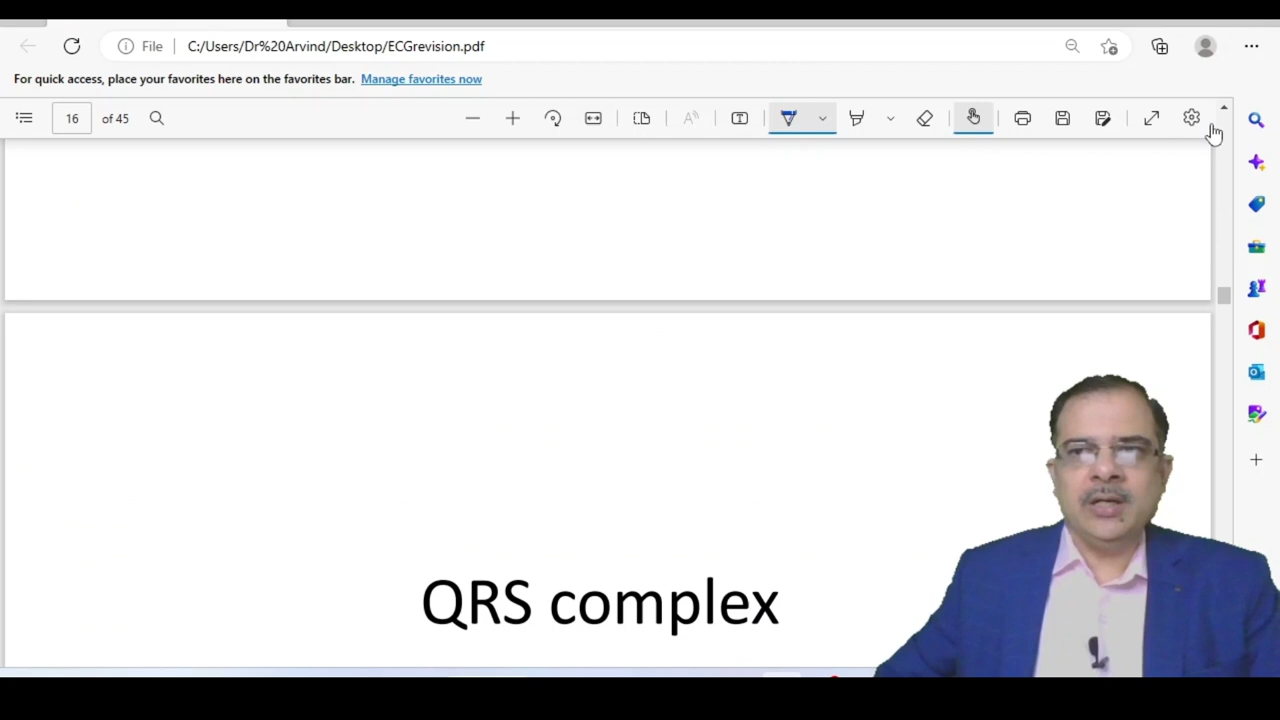 File C:/Users/Dr%20Arvind/Desktop/ECGrevision.pdf
For quick access, place your favorites here on the favorites bar. Manage favorites now
16 of 45
QRS complex